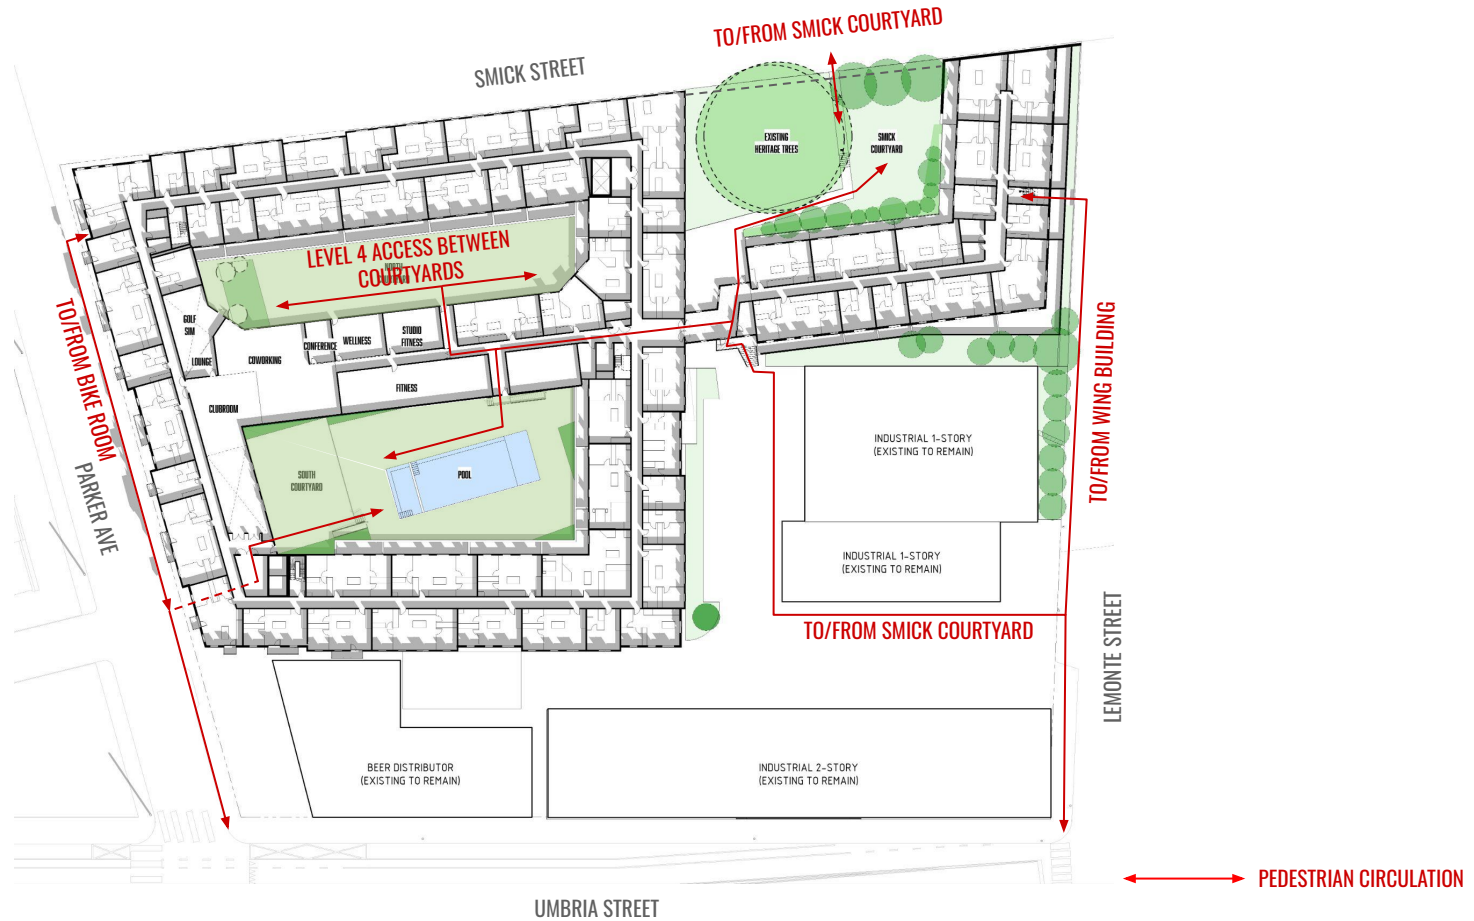 TO/FROM SMICK COURTYARD
SMICK STREET
EXISTING
HERITAGE TREES
SMICK
COURTYARD
LEVEL 4 ACCESS BETWEEN
COURTYARDS
NORTH
COURTYARD
TO/FROM BIKE ROOM
GOLF
SIM
LOUNGE
COWORKING
CONFERENCE
WELLNESS
STUDIO
FITNESS
FITNESS
CLUBROOM
SOUTH
COURTYARD
POOL
PARKER AVE
INDUSTRIAL 1-STORY
(EXISTING TO REMAIN)
TO/FROM WING BUILDING
INDUSTRIAL 1-STORY
(EXISTING TO REMAIN)
TO/FROM SMICK COURTYARD
LEMONTE STREET
BEER DISTRIBUTOR
(EXISTING TO REMAIN)
INDUSTRIAL 2-STORY
(EXISTING TO REMAIN)
PEDESTRIAN CIRCULATION
UMBRIA STREET